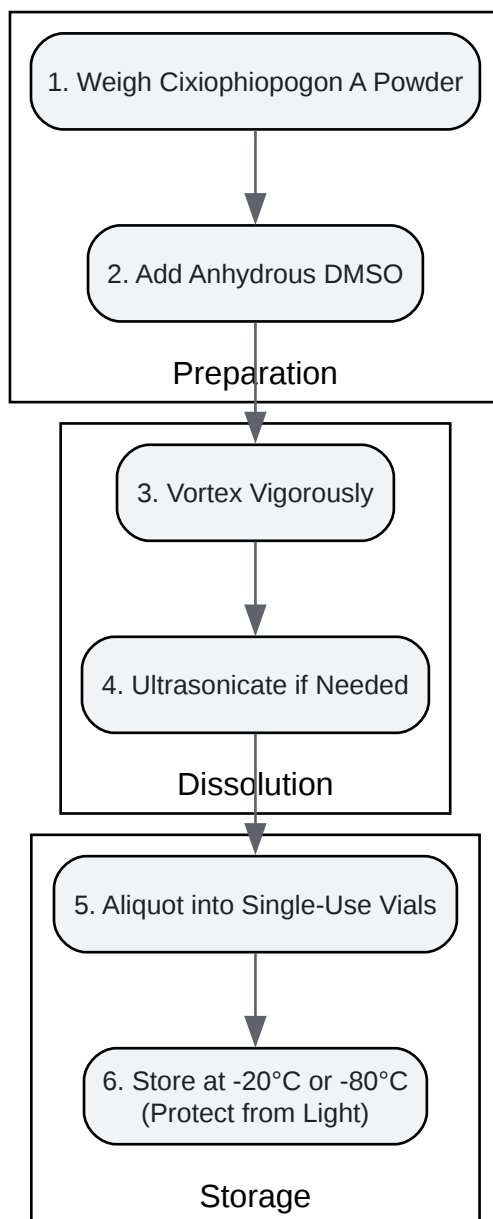 1. Weigh Cixiophiopogon A Powder
2. Add Anhydrous DMSO
Preparation
3. Vortex Vigorously
4. Ultrasonicate if Needed
Dissolution
5. Aliquot into Single-Use Vials
6. Store at -20°C or -80°C
(Protect from Light)
Storage